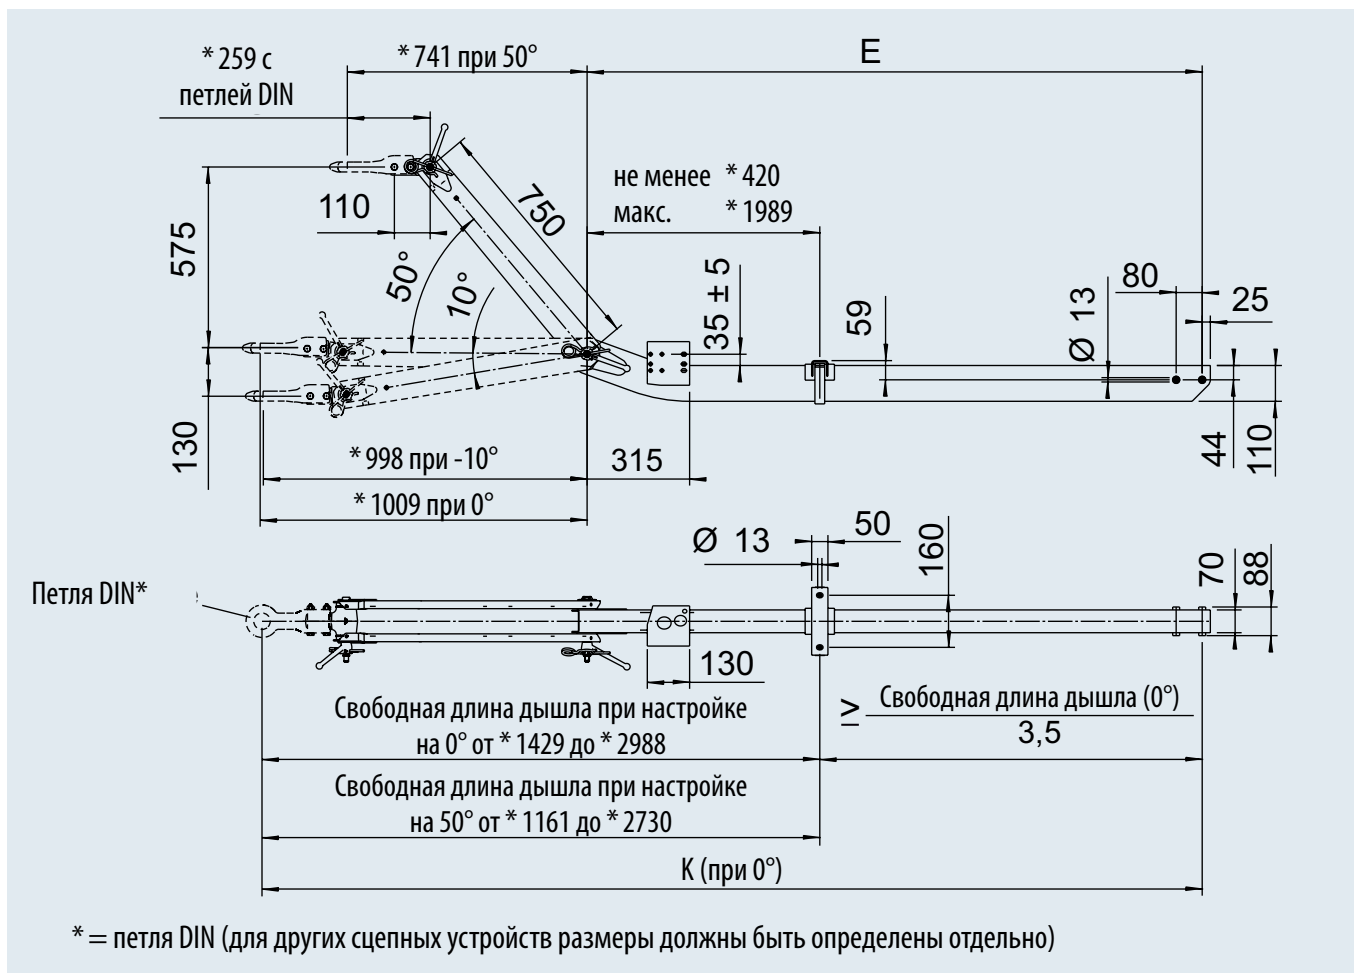 * 259 с
петлей DIN
* 741 при 50°
E
не менее * 420
макс. * 1989
110
750
575
50°
10°
35 ± 5
59
Ø 13
80
25
130
* 998 при -10°
315
44
110
* 1009 при 0°
Ø 13
50
160
70
88
Петля DIN*
130
Свободная длина дышла при настройке
на 0° от * 1429 до * 2988
≥ Свободная длина дышла (0°)
3,5
Свободная длина дышла при настройке
на 50° от * 1161 до * 2730
K (при 0°)
* = петля DIN (для других сцепных устройств размеры должны быть определены отдельно)